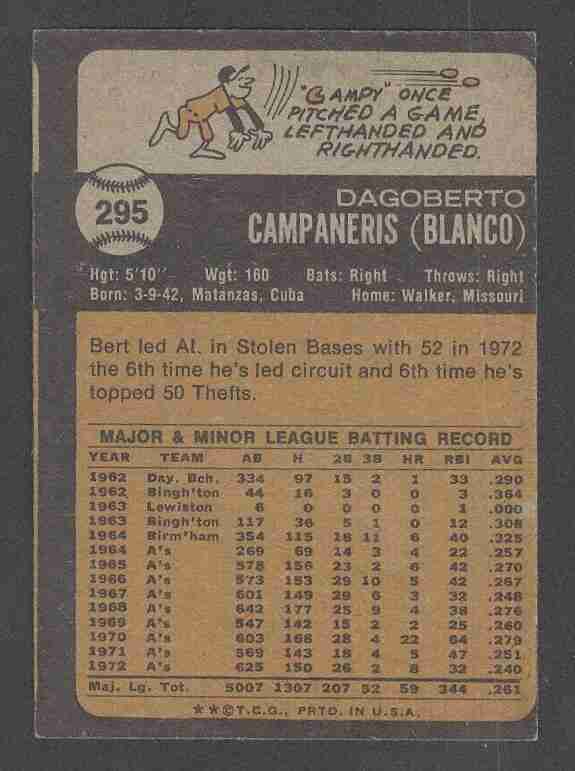 "CAMPY" ONCE
PITCHED A GAME,
LEFTHANDED AND
RIGHTHANDED.
295
DAGOBERTO
CAMPANERIS (BLANCO)
Hgt: 5'10" Wgt: 160 Bats: Right Throws: Right
Born: 3-9-42, Matanzas, Cuba Home: Walker, Missouri
Bert led AL in Stolen Bases with 52 in 1972
the 6th time he's led circuit and 6th time he's
topped 50 Thefts.
MAJOR & MINOR LEAGUE BATTING RECORD
YEAR TEAM AB H 2B 3B HR RBI AVG
1962 Day. Bch. 334 97 15 2 1 33 .290
1962 Bingh'ton 44 16 3 0 0 3 .364
1963 Lewiston 6 0 0 0 0 1 .000
1963 Bingh'ton 117 36 5 1 0 12 .308
1964 Birm'ham 354 115 18 11 6 40 .325
1964 A's 269 69 14 3 4 22 .257
1965 A's 578 156 23 2 6 42 .270
1966 A's 573 153 29 10 5 42 .267
1967 A's 601 149 29 6 3 32 .248
1968 A's 642 177 25 9 4 38 .276
1969 A's 547 142 15 2 2 25 .260
1970 A's 603 168 28 4 22 64 .279
1971 A's 569 143 18 4 5 47 .251
1972 A's 625 150 26 2 8 32 .240
Maj. Lg. Tot. 5007 1307 207 52 59 344 .261
**©T.C.G., PRTD. IN U.S.A.